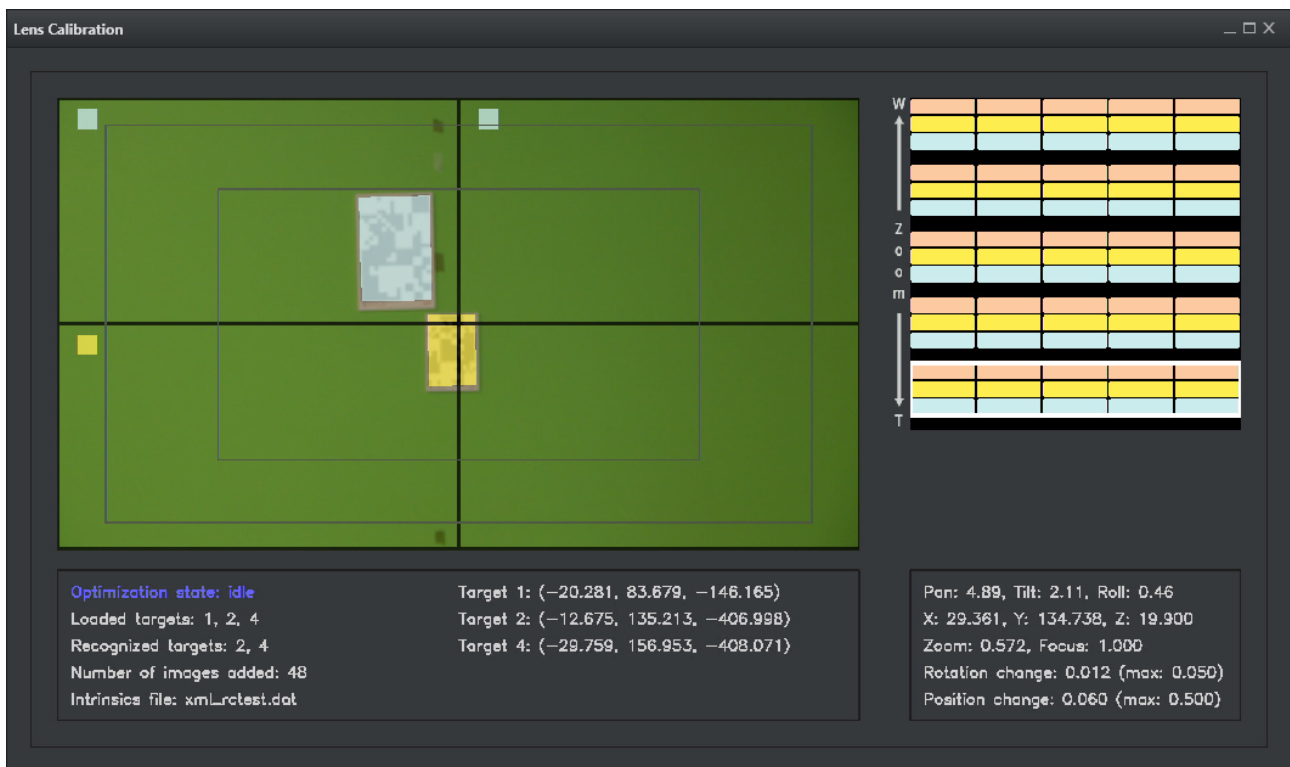 Lens Calibration
W
Zoom
T
Optimization state: idle
Loaded targets: 1, 2, 4
Recognized targets: 2, 4
Number of images added: 48
Intrinsics file: xml_rctest.dat
Target 1: (-20.281, 83.679, -146.165)
Target 2: (-12.675, 135.213, -406.998)
Target 4: (-29.759, 156.953, -408.071)
Pan: 4.89, Tilt: 2.11, Roll: 0.46
X: 29.361, Y: 134.738, Z: 19.900
Zoom: 0.572, Focus: 1.000
Rotation change: 0.012 (max: 0.050)
Position change: 0.060 (max: 0.500)